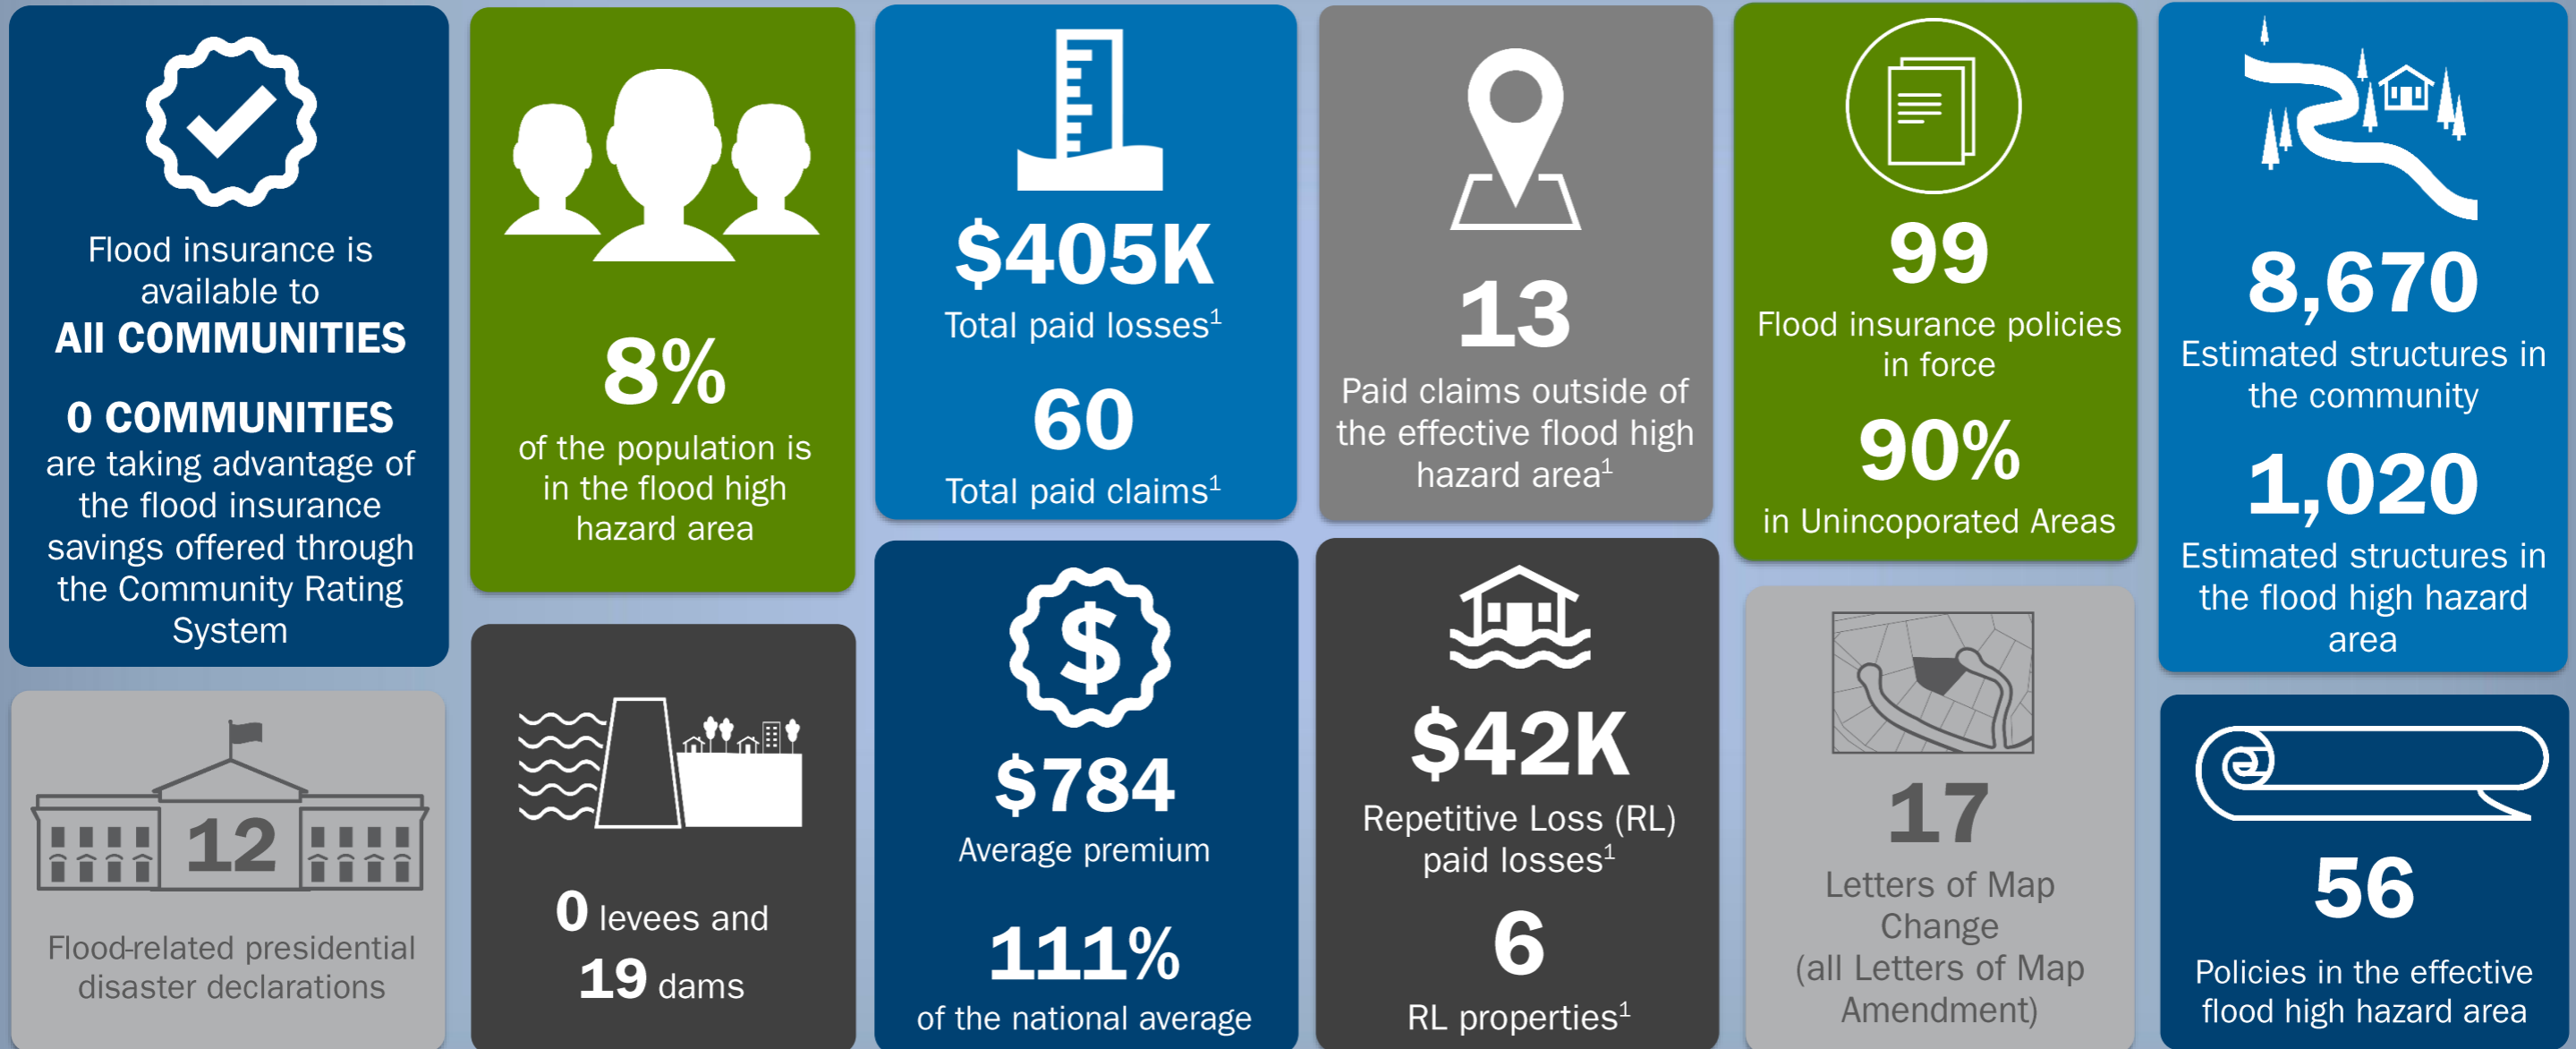 Flood insurance is
available to
All COMMUNITIES
0 COMMUNITIES
are taking advantage of
the flood insurance
savings offered through
the Community Rating
System
12
Flood-related presidential
disaster declarations
8%
of the population is
in the flood high
hazard area
0 levees and
19 dams
$405K
Total paid losses¹
60
Total paid claims¹
$
$784
Average premium
111%
of the national average
13
Paid claims outside of
the effective flood high
hazard area¹
$42K
Repetitive Loss (RL)
paid losses¹
6
RL properties¹
99
Flood insurance policies
in force
90%
in Unincoporated Areas
17
Letters of Map
Change
(all Letters of Map
Amendment)
8,670
Estimated structures in
the community
1,020
Estimated structures in
the flood high hazard
area
56
Policies in the effective
flood high hazard area